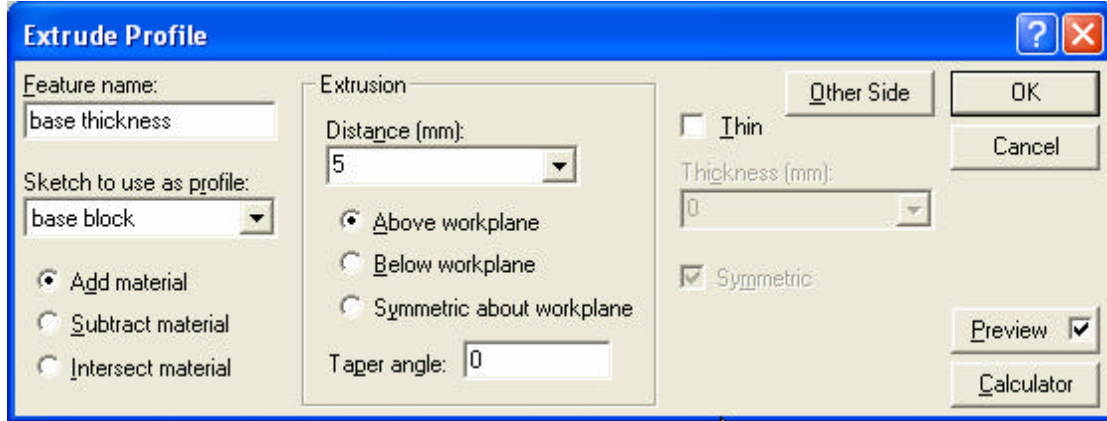 Extrude Profile
Feature name:
base thickness
Sketch to use as profile:
base block
Add material
Subtract material
Intersect material
Extrusion
Distance (mm):
5
Above workplane
Below workplane
Symmetric about workplane
Taper angle: 0
Other Side
Thin
Thickness (mm):
0
Symmetric
OK
Cancel
Preview
Calculator